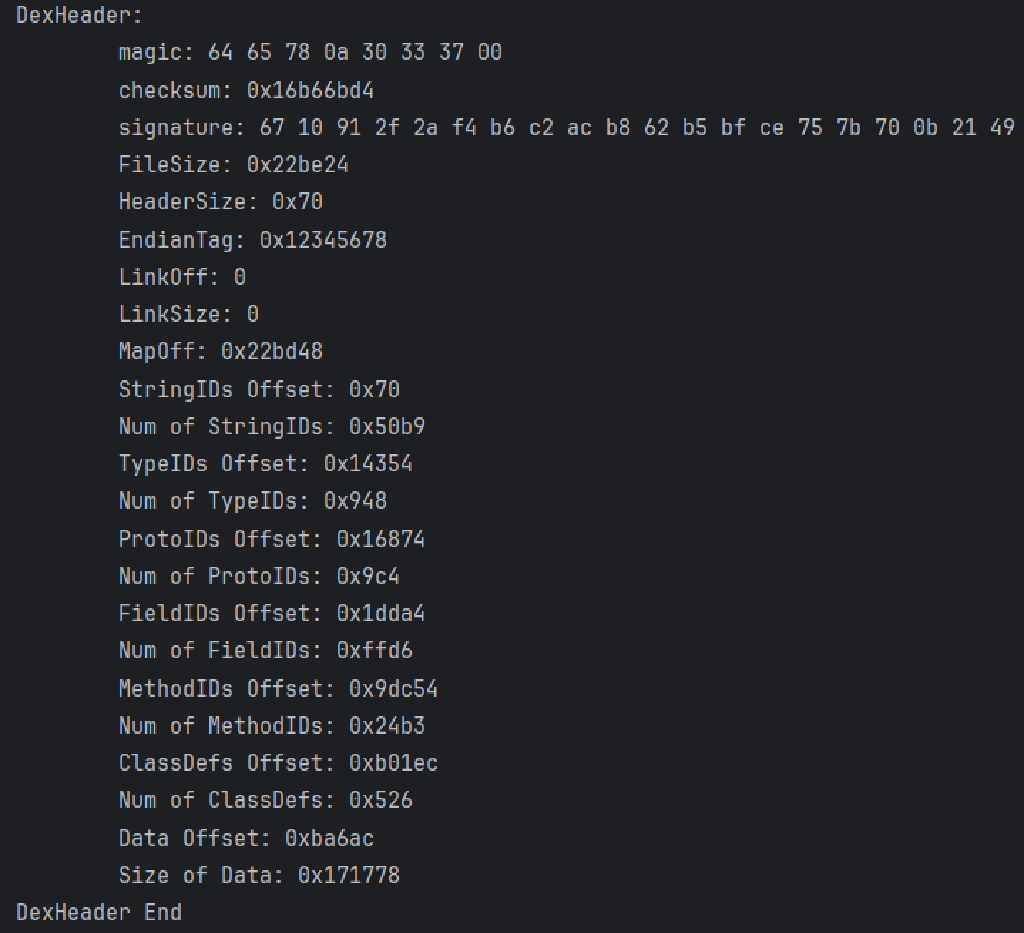 DexHeader:
magic: 64 65 78 0a 30 33 37 00
checksum: 0x16b66bd4
signature: 67 10 91 2f 2a f4 b6 c2 ac b8 62 b5 bf ce 75 7b 70 0b 21 49
FileSize: 0x22be24
HeaderSize: 0x70
EndianTag: 0x12345678
LinkOff: 0
LinkSize: 0
MapOff: 0x22bd48
StringIDs Offset: 0x70
Num of StringIDs: 0x50b9
TypeIDs Offset: 0x14354
Num of TypeIDs: 0x948
ProtoIDs Offset: 0x16874
Num of ProtoIDs: 0x9c4
FieldIDs Offset: 0x1dda4
Num of FieldIDs: 0xffd6
MethodIDs Offset: 0x9dc54
Num of MethodIDs: 0x24b3
ClassDefs Offset: 0xb01ec
Num of ClassDefs: 0x526
Data Offset: 0xba6ac
Size of Data: 0x171778
DexHeader End